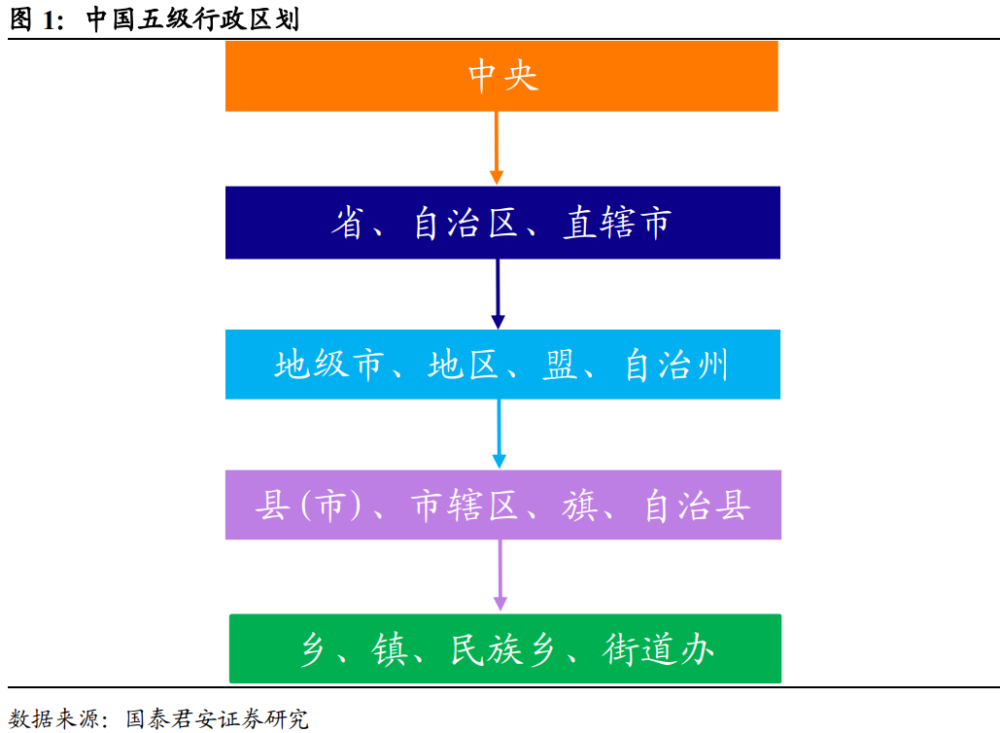 图 1：中国五级行政区划
中央
省、自治区、直辖市
地级市、地区、盟、自治州
县(市)、市辖区、旗、自治县
乡、镇、民族乡、街道办
数据来源：国泰君安证券研究